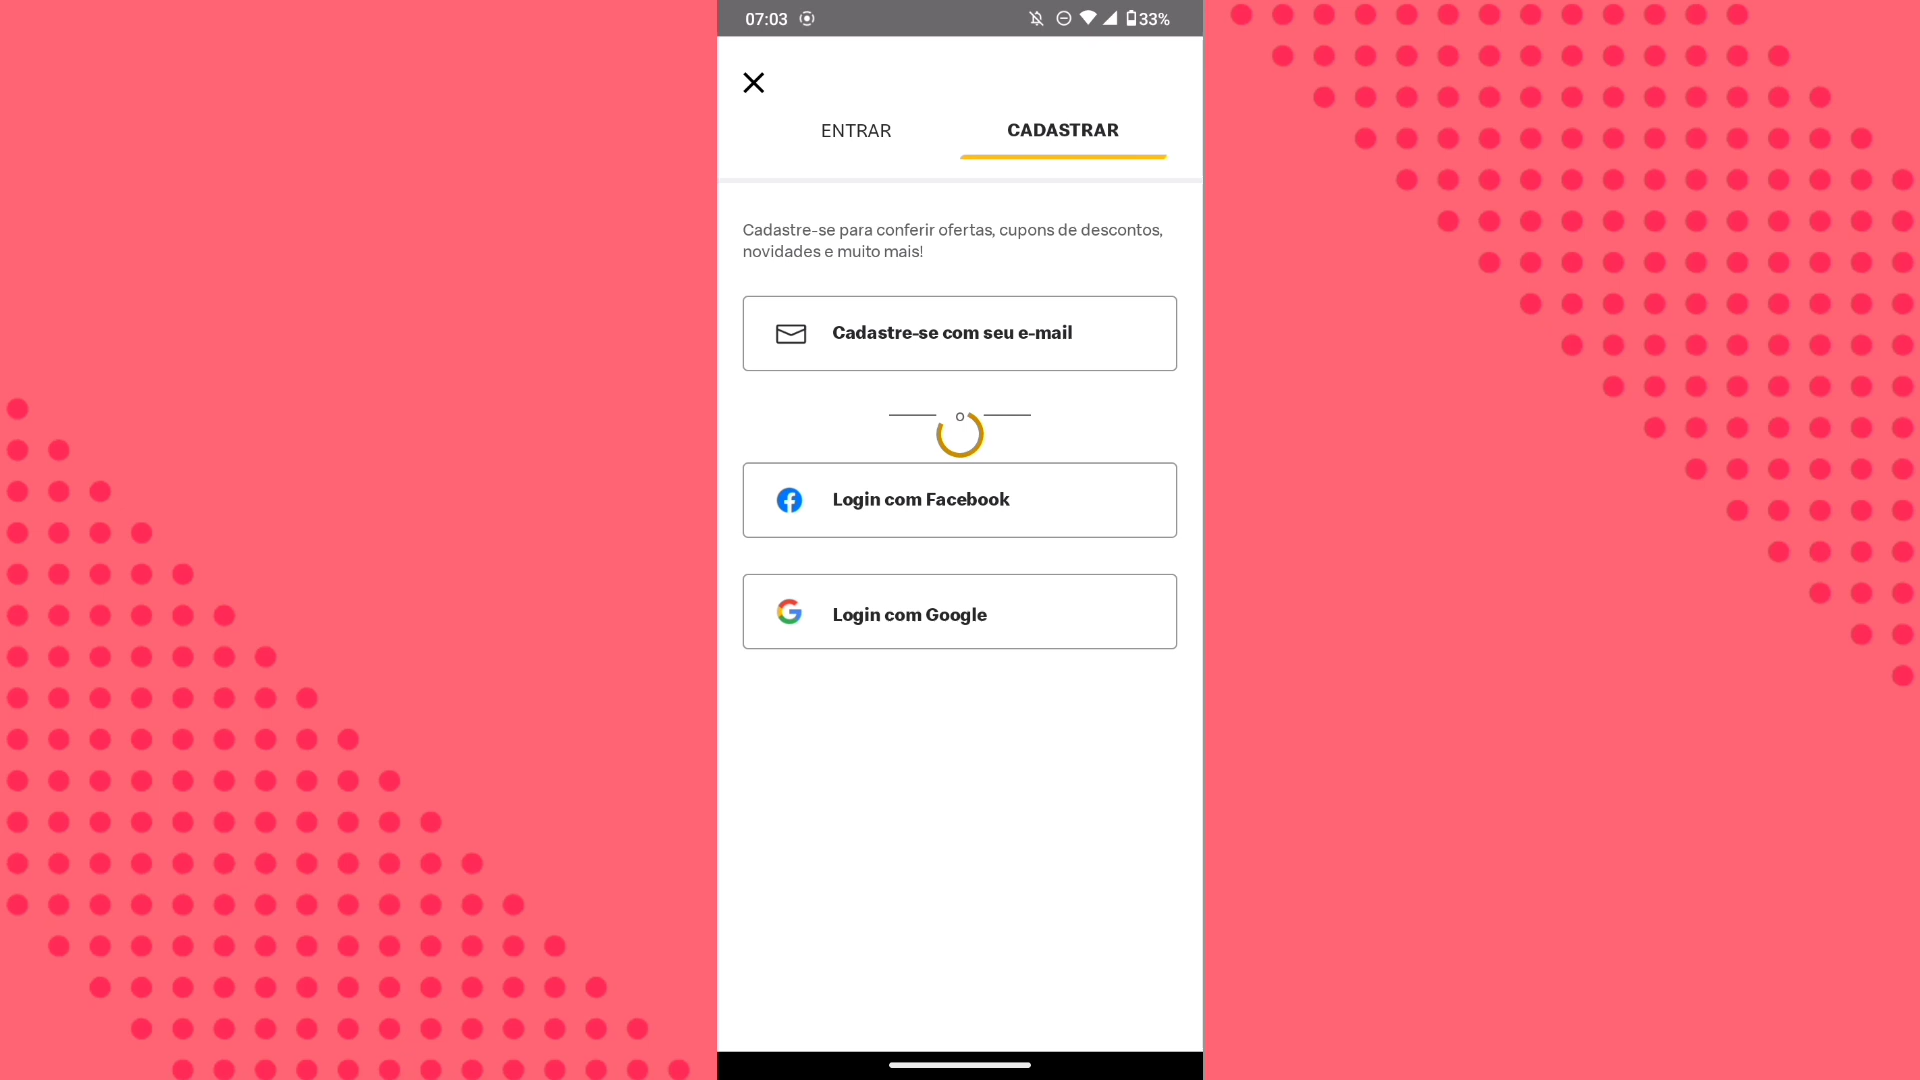 07:03
33%
ENTRAR
CADASTRAR
Cadastre-se para conferir ofertas, cupons de descontos,
novidades e muito mais!
Cadastre-se com seu e-mail
o
Login com Facebook
Login com Google